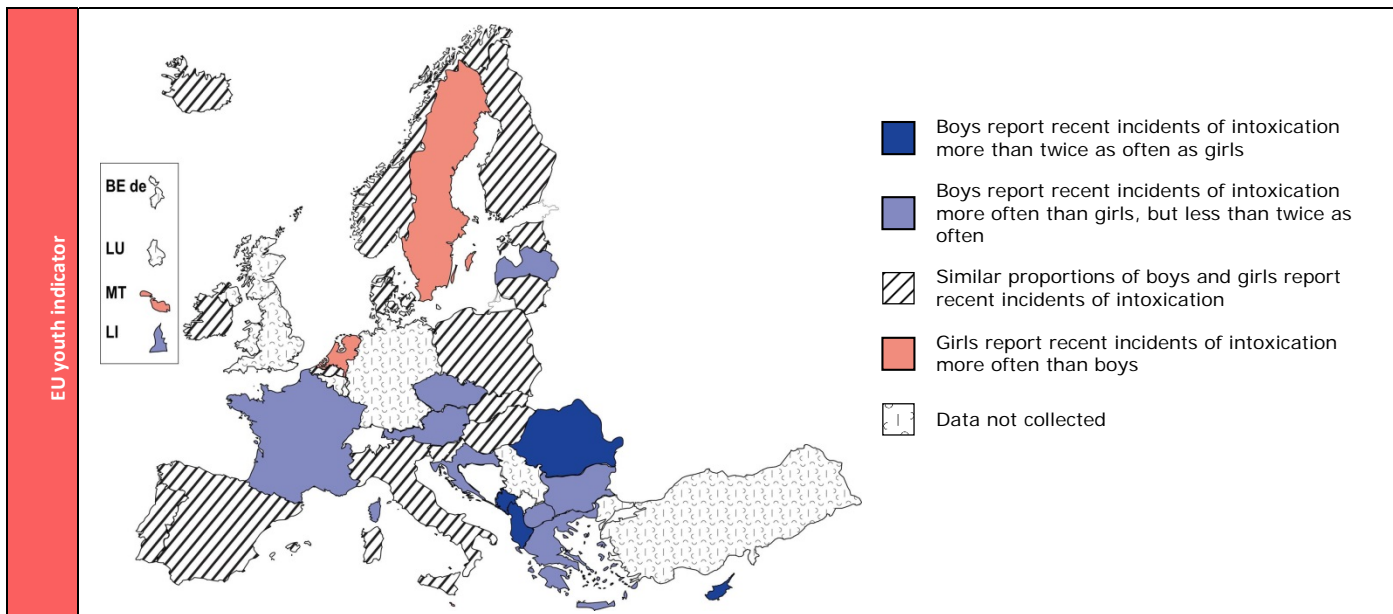 EU youth indicator
BE de
LU
MT
LI
Boys report recent incidents of intoxication
more than twice as often as girls
Boys report recent incidents of intoxication
more often than girls, but less than twice as
often
Similar proportions of boys and girls report
recent incidents of intoxication
Girls report recent incidents of intoxication
more often than boys
Data not collected